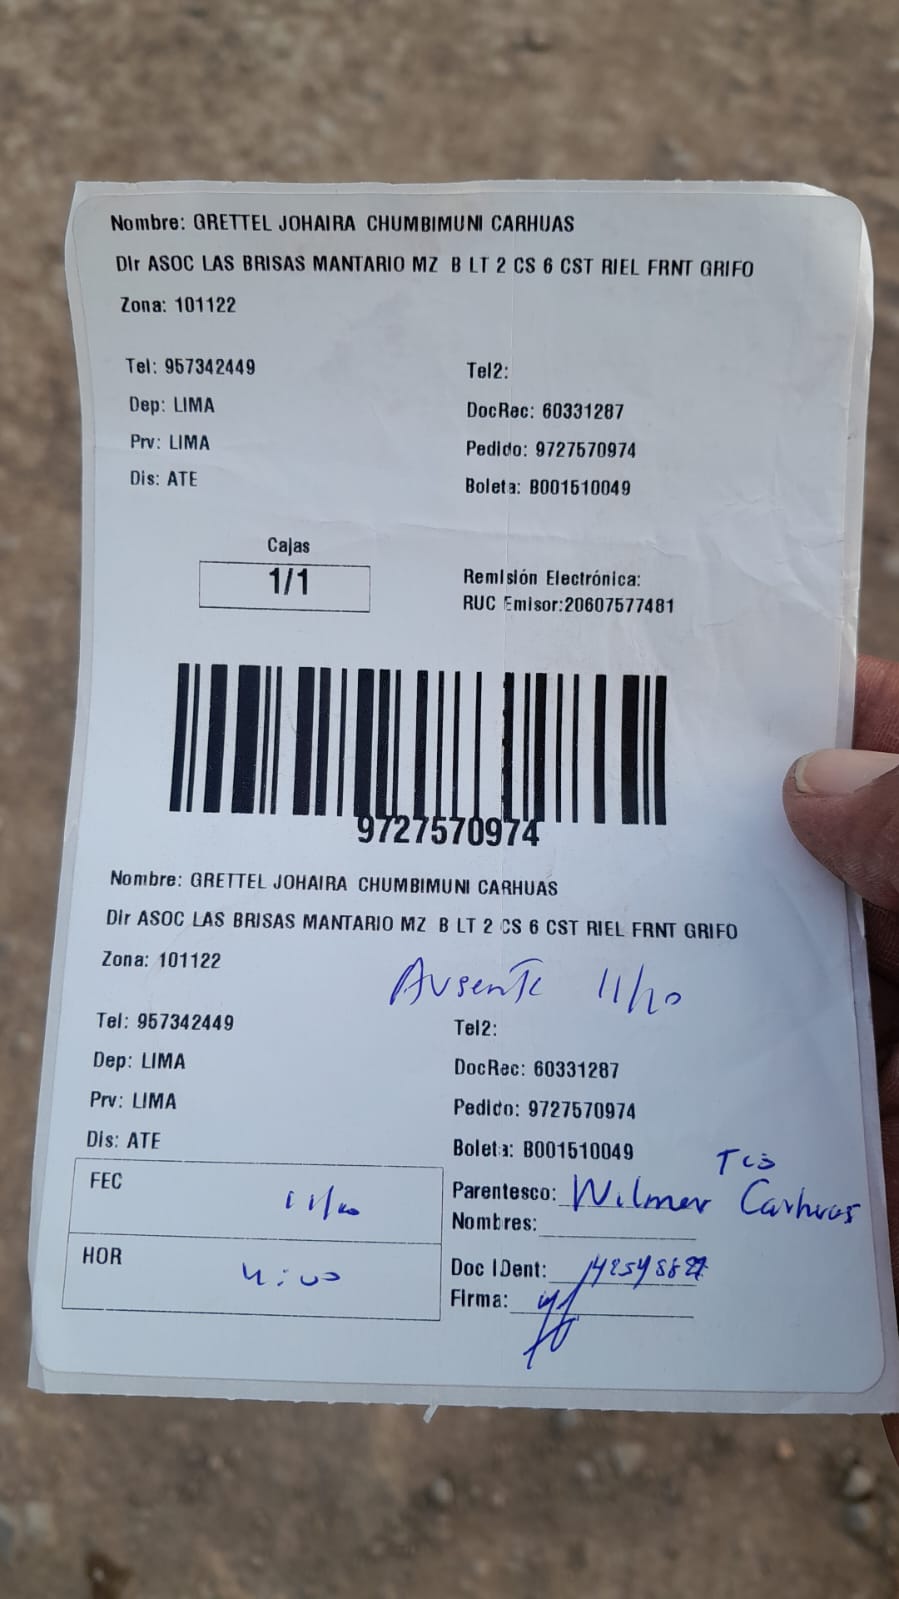 Nombre: GRETTEL JOHAIRA CHUMBIMUNI CARHUAS
Dir ASOC LAS BRISAS MANTARIO MZ B LT 2 CS 6 CST RIEL FRNT GRIFO
Zona: 101122
Tel: 957342449 Tel2:
Dep: LIMA DocRec: 60331287
Prv: LIMA Pedido: 9727570974
Dis: ATE Boleta: B001510049
Cajas
1/1
Remisión Electrónica:
RUC Emisor:20607577481
9727570974
Nombre: GRETTEL JOHAIRA CHUMBIMUNI CARHUAS
Dir ASOC LAS BRISAS MANTARIO MZ B LT 2 CS 6 CST RIEL FRNT GRIFO
Zona: 101122
Ausente 11/10
Tel: 957342449 Tel2:
Dep: LIMA DocRec: 60331287
Prv: LIMA Pedido: 9727570974
Dis: ATE Boleta: B001510049
FEC 11/10
Parentesco: Wilmer Carhuas
Nombres:
HOR
Doc IDent:
Firma: